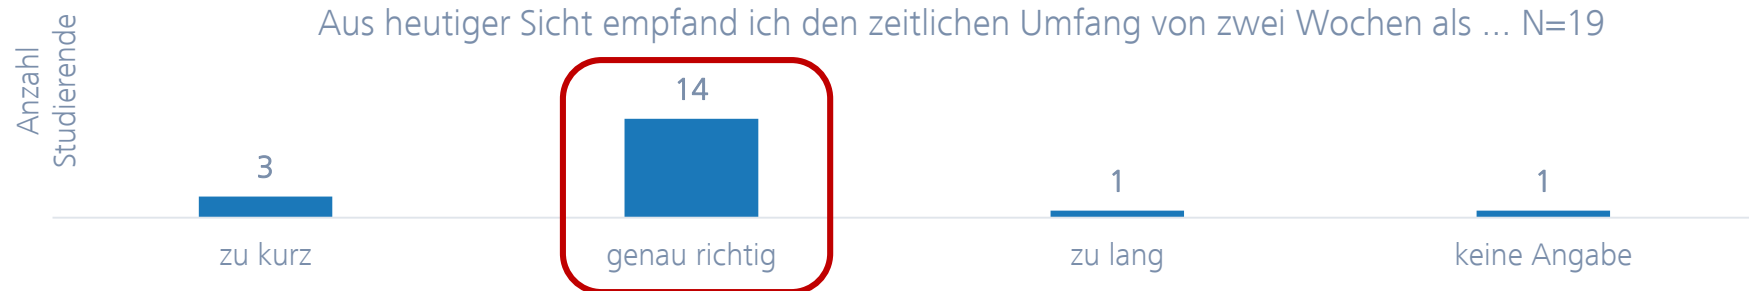 Aus heutiger Sicht empfand ich den zeitlichen Umfang von zwei Wochen als ... N=19
Anzahl
Studierende
3
14
1
1
zu kurz
genau richtig
zu lang
keine Angabe